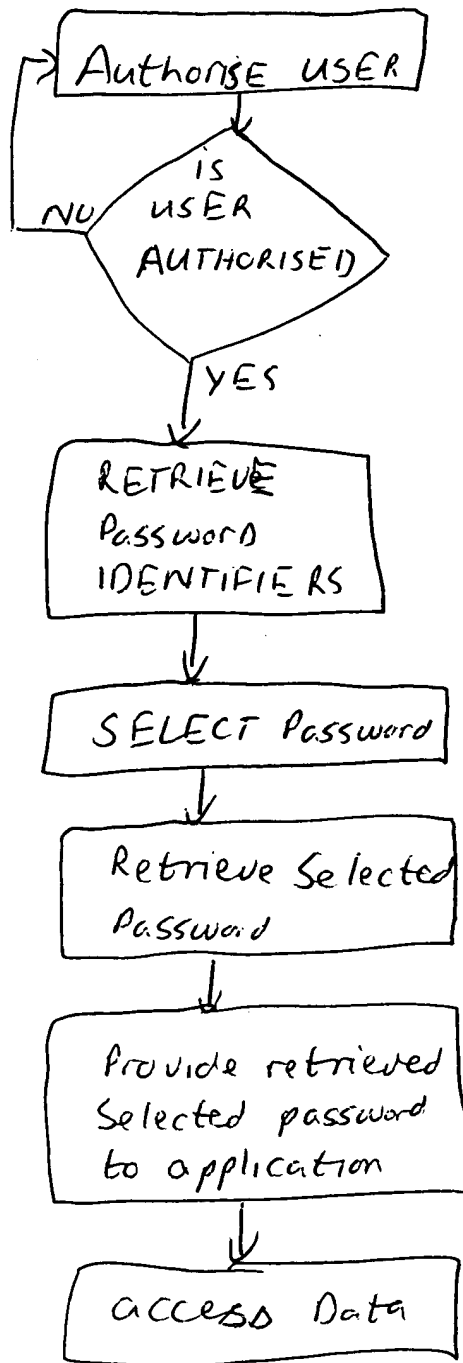 Authorise USER
IS
USER
AUTHORISED
NO
YES
RETRIEVE
Password
IDENTIFIERS
SELECT Password
Retrieve Selected
Password
Provide retrieved
Selected password
to application
access Data